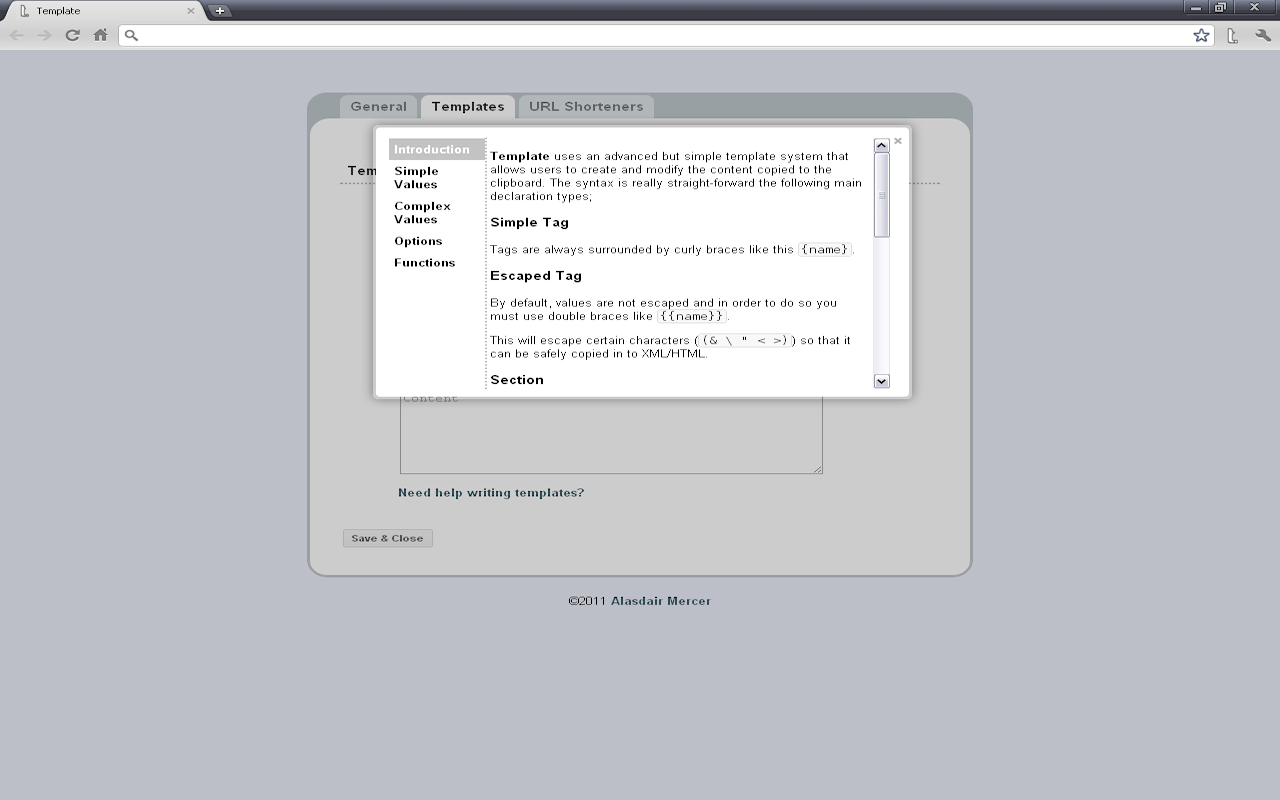 Template
General
Templates
URL Shorteners
Tem
Introduction
Simple
Values
Complex
Values
Options
Functions
Template uses an advanced but simple template system that
allows users to create and modify the content copied to the
clipboard. The syntax is really straight-forward the following main
declaration types;
Simple Tag
Tags are always surrounded by curly braces like this {name}.
Escaped Tag
By default, values are not escaped and in order to do so you
must use double braces like {{name}}.
This will escape certain characters ((& \ " < >)) so that it
can be safely copied in to XML/HTML.
Section
Content
Need help writing templates?
Save & Close
©2011 Alasdair Mercer